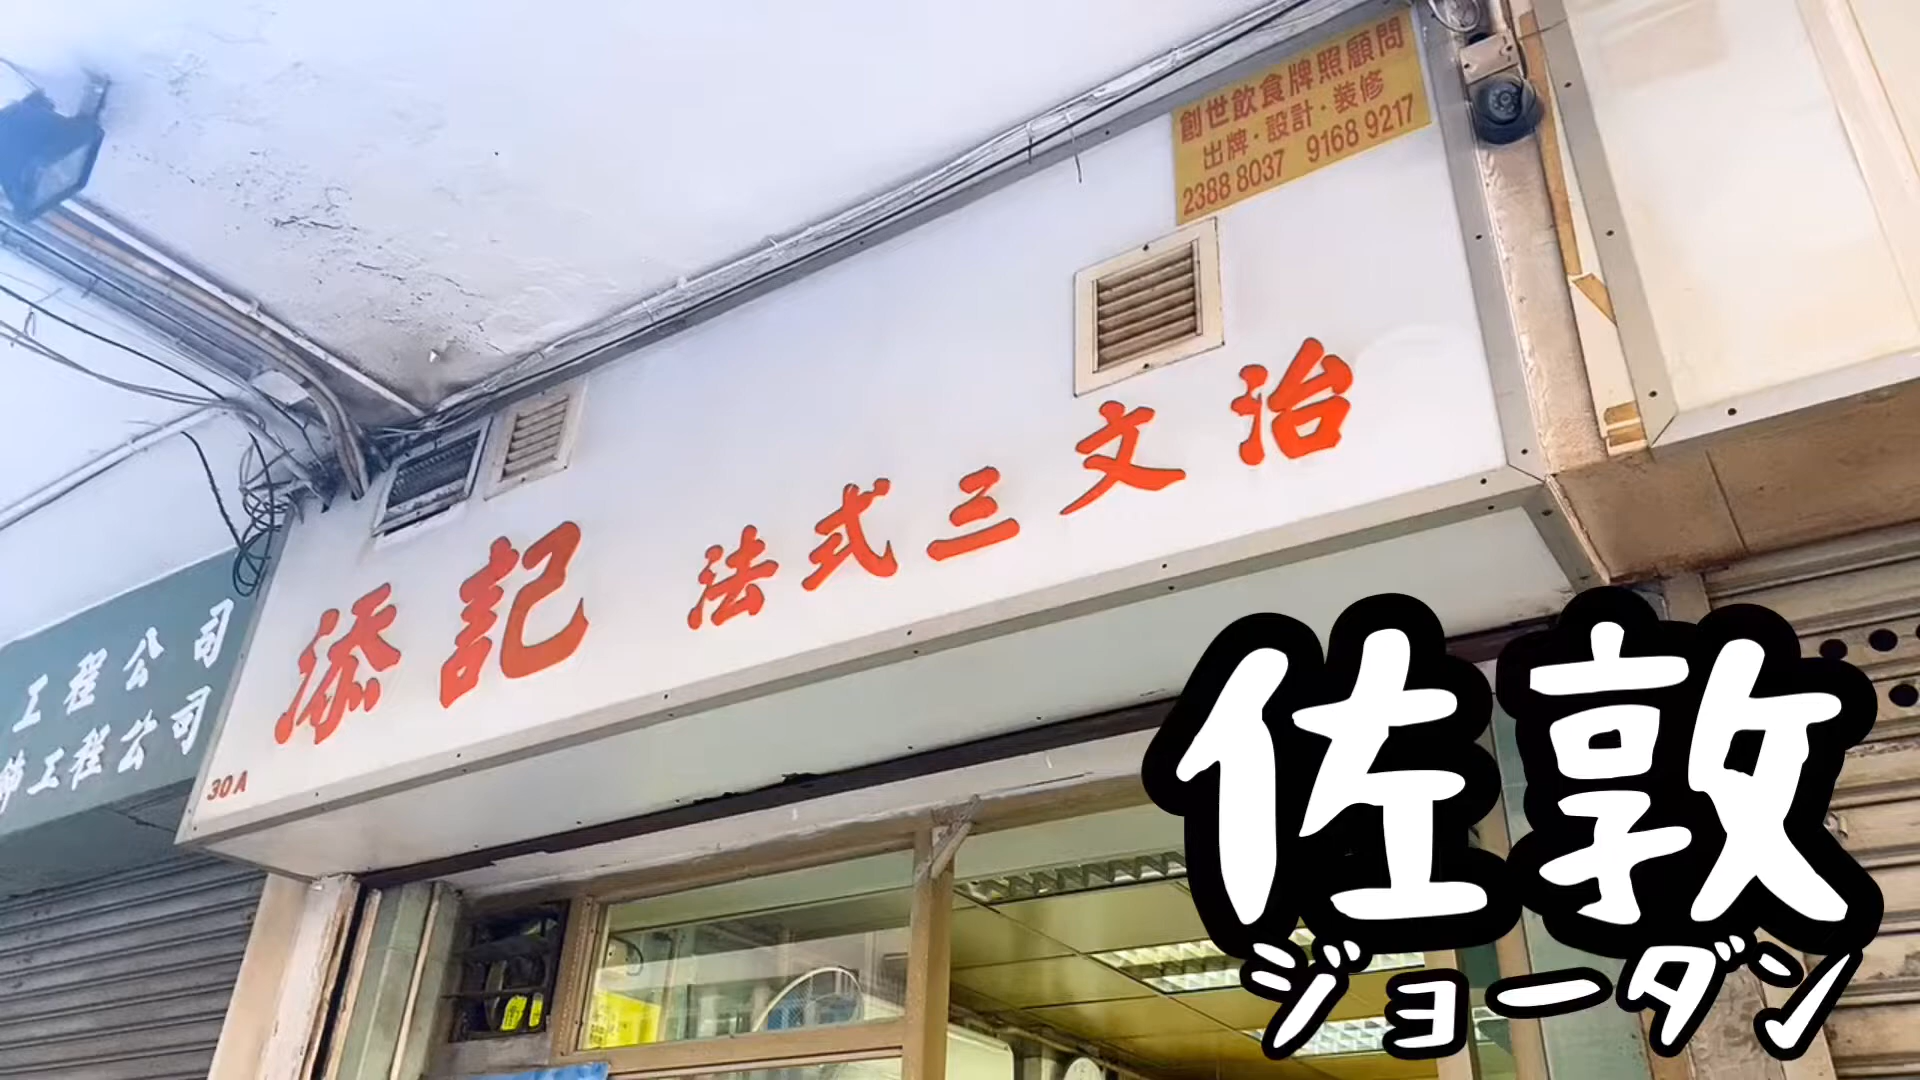 創世飲食牌照顧問
出牌·設計·裝修
2388 8037 9168 9217
添記 法式三文治
30A
工程公司
飾工程公司
佐敦
ジョーダン